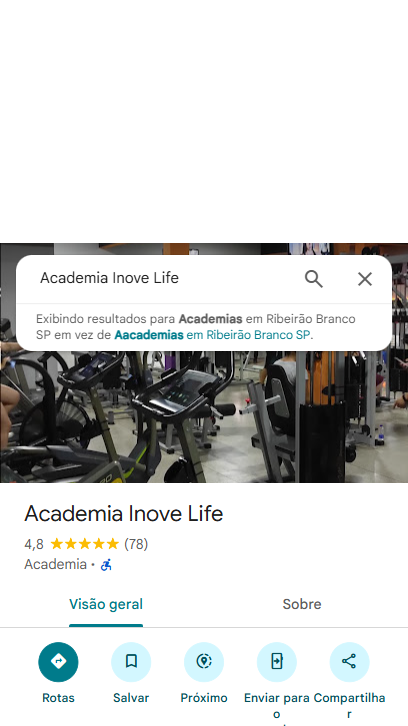 Academia Inove Life
Exibindo resultados para Academias em Ribeirão Branco
SP em vez de Aacademias em Ribeirão Branco SP.
Academia Inove Life
4,8 (78)
Academia ·
Visão geral Sobre
Rotas Salvar Próximo Enviar para o Compartilhar